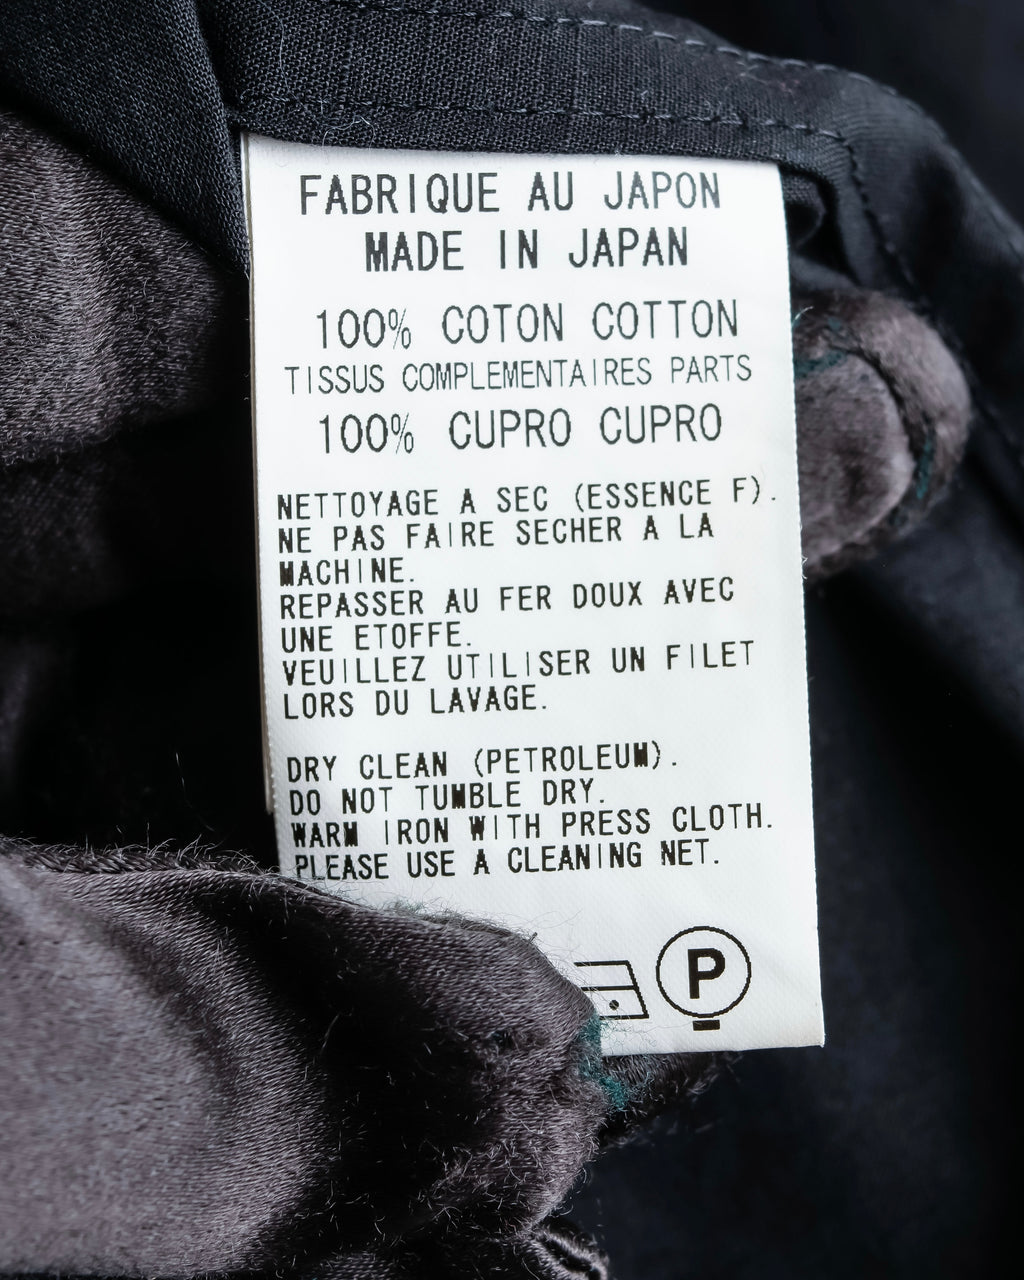 FABRIQUE AU JAPON
MADE IN JAPAN
100% COTON COTTON
TISSUS COMPLEMENTAIRES PARTS
100% CUPRO CUPRO
NETTOYAGE A SEC (ESSENCE F).
NE PAS FAIRE SECHER A LA
MACHINE.
REPASSER AU FER DOUX AVEC
UNE ETOFFE.
VEUILLEZ UTILISER UN FILET
LORS DU LAVAGE.
DRY CLEAN (PETROLEUM).
DO NOT TUMBLE DRY.
WARM IRON WITH PRESS CLOTH.
PLEASE USE A CLEANING NET.
P